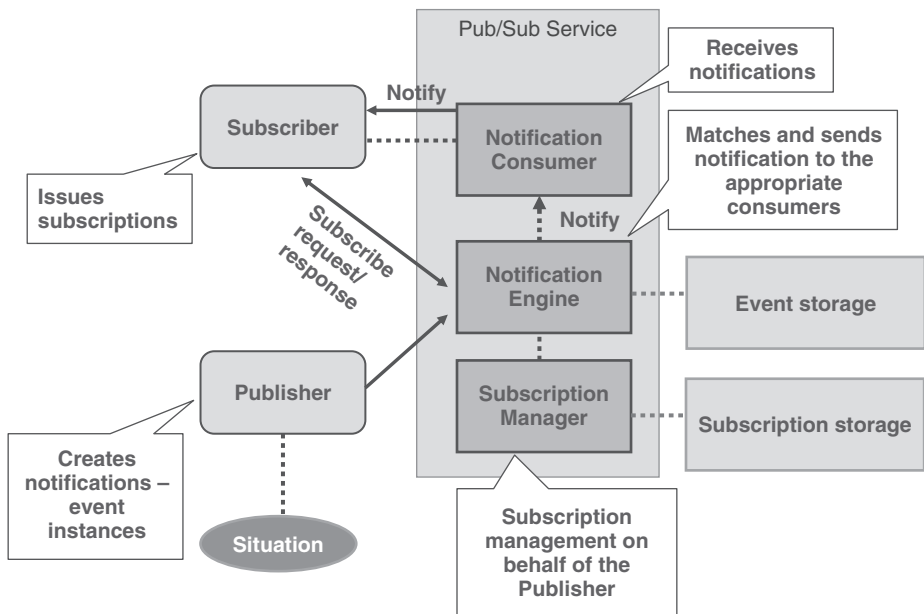 Pub/Sub Service
Receives
notifications
Notify
Subscriber
Notification
Consumer
Matches and sends
notification to the
appropriate
consumers
Issues
subscriptions
Subscribe
request/
response
Notify
Notification
Engine
Event storage
Publisher
Subscription
Manager
Subscription storage
Creates
notifications –
event
instances
Situation
Subscription
management on
behalf of the
Publisher